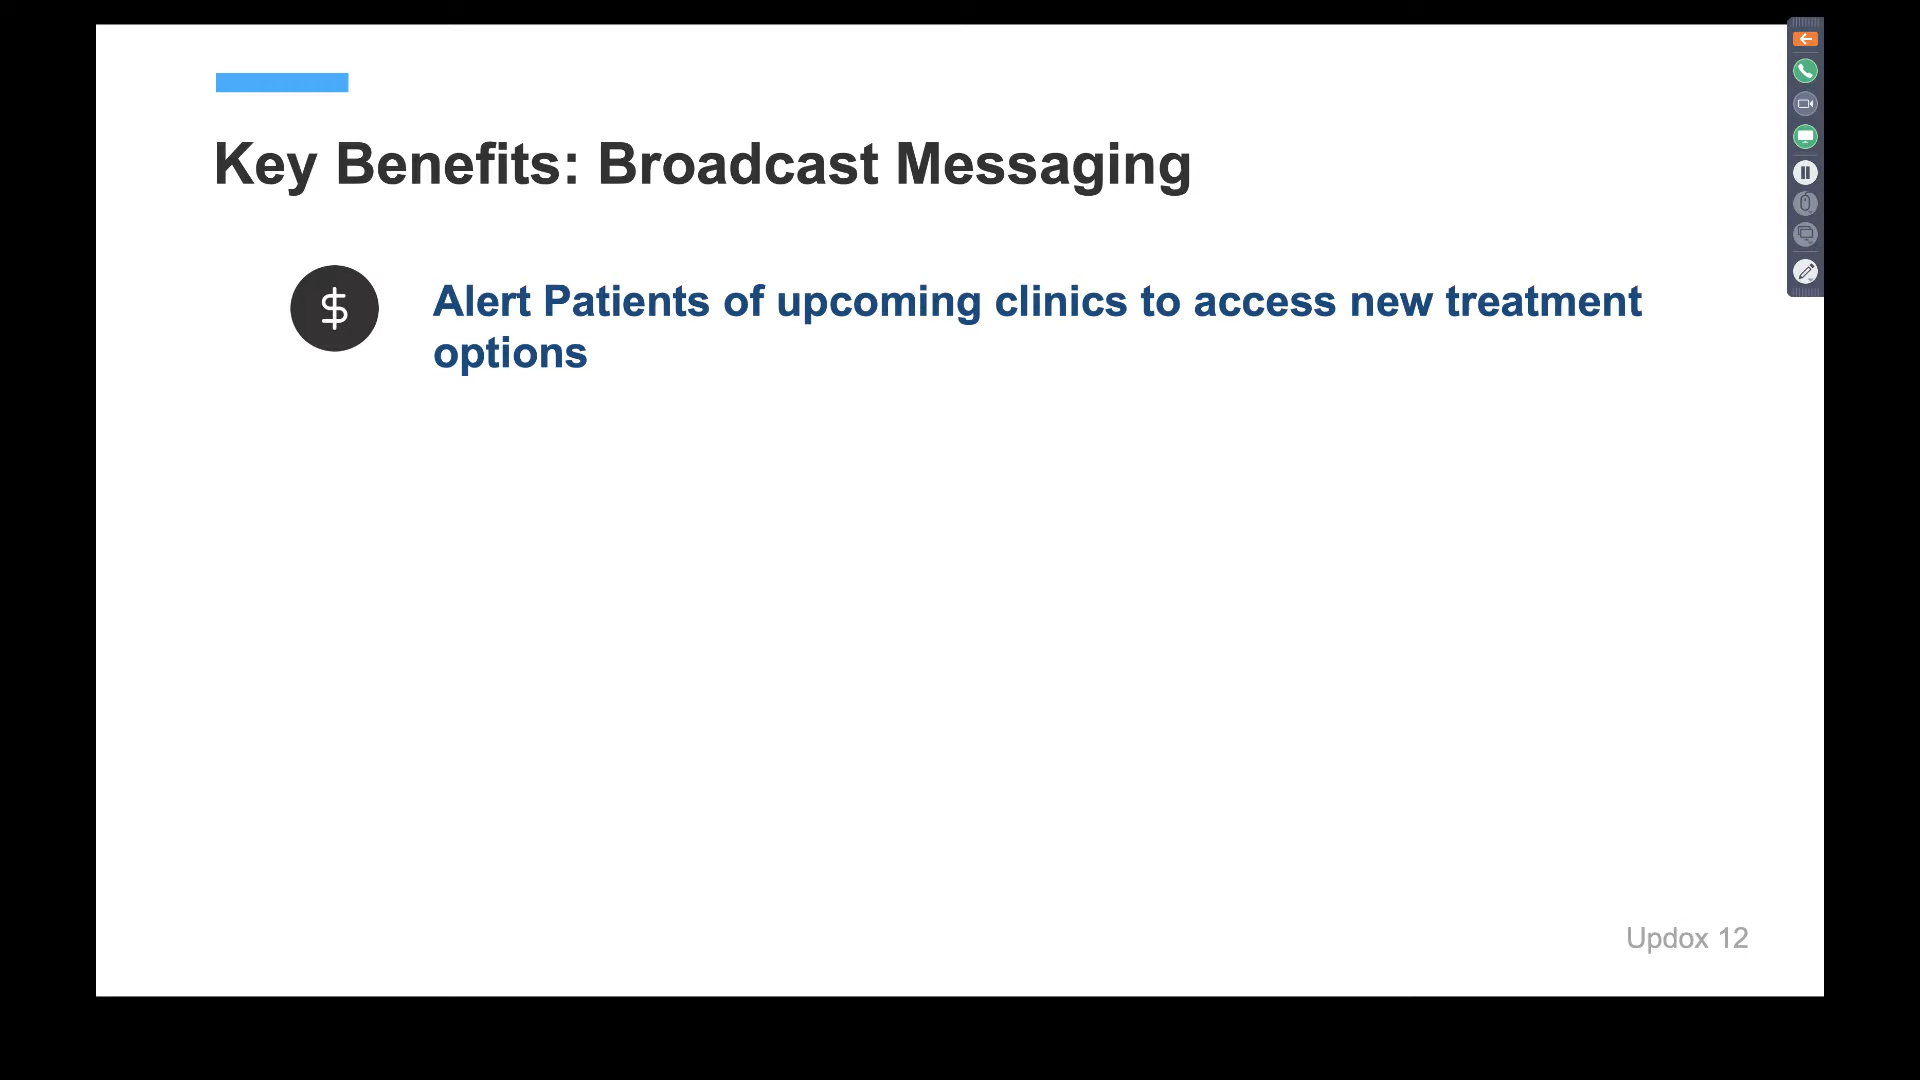 Key Benefits: Broadcast Messaging
$
Alert Patients of upcoming clinics to access new treatment
options
Updox 12